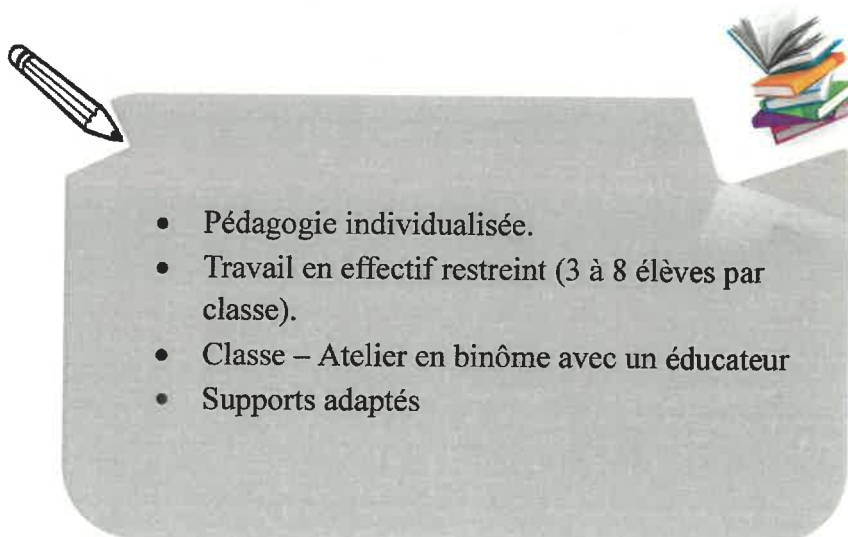 • Pédagogie individualisée.
• Travail en effectif restreint (3 à 8 élèves par
classe).
• Classe – Atelier en binôme avec un éducateur
• Supports adaptés